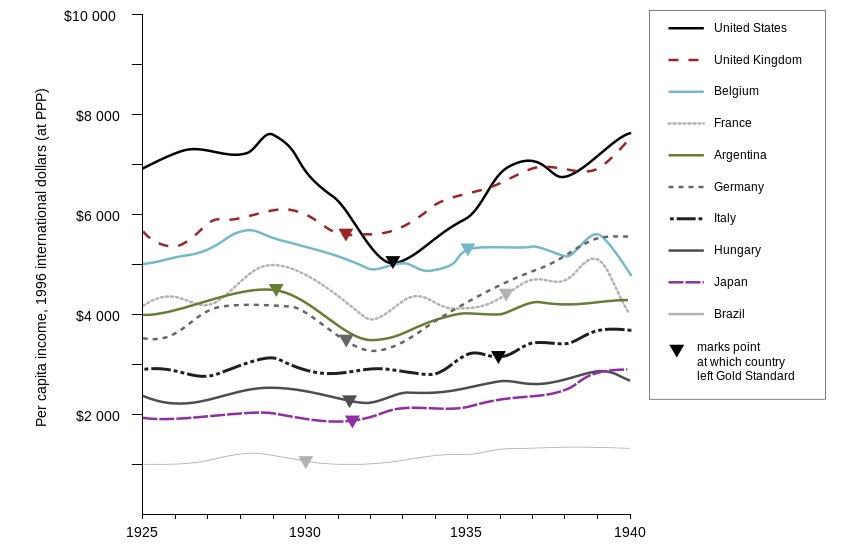 $10 000
$8 000
$6 000
$4 000
$2 000
Per capita income, 1996 international dollars (at PPP)
1925
1930
1935
1940
United States
United Kingdom
Belgium
France
Argentina
Germany
Italy
Hungary
Japan
Brazil
marks point
at which country
left Gold Standard